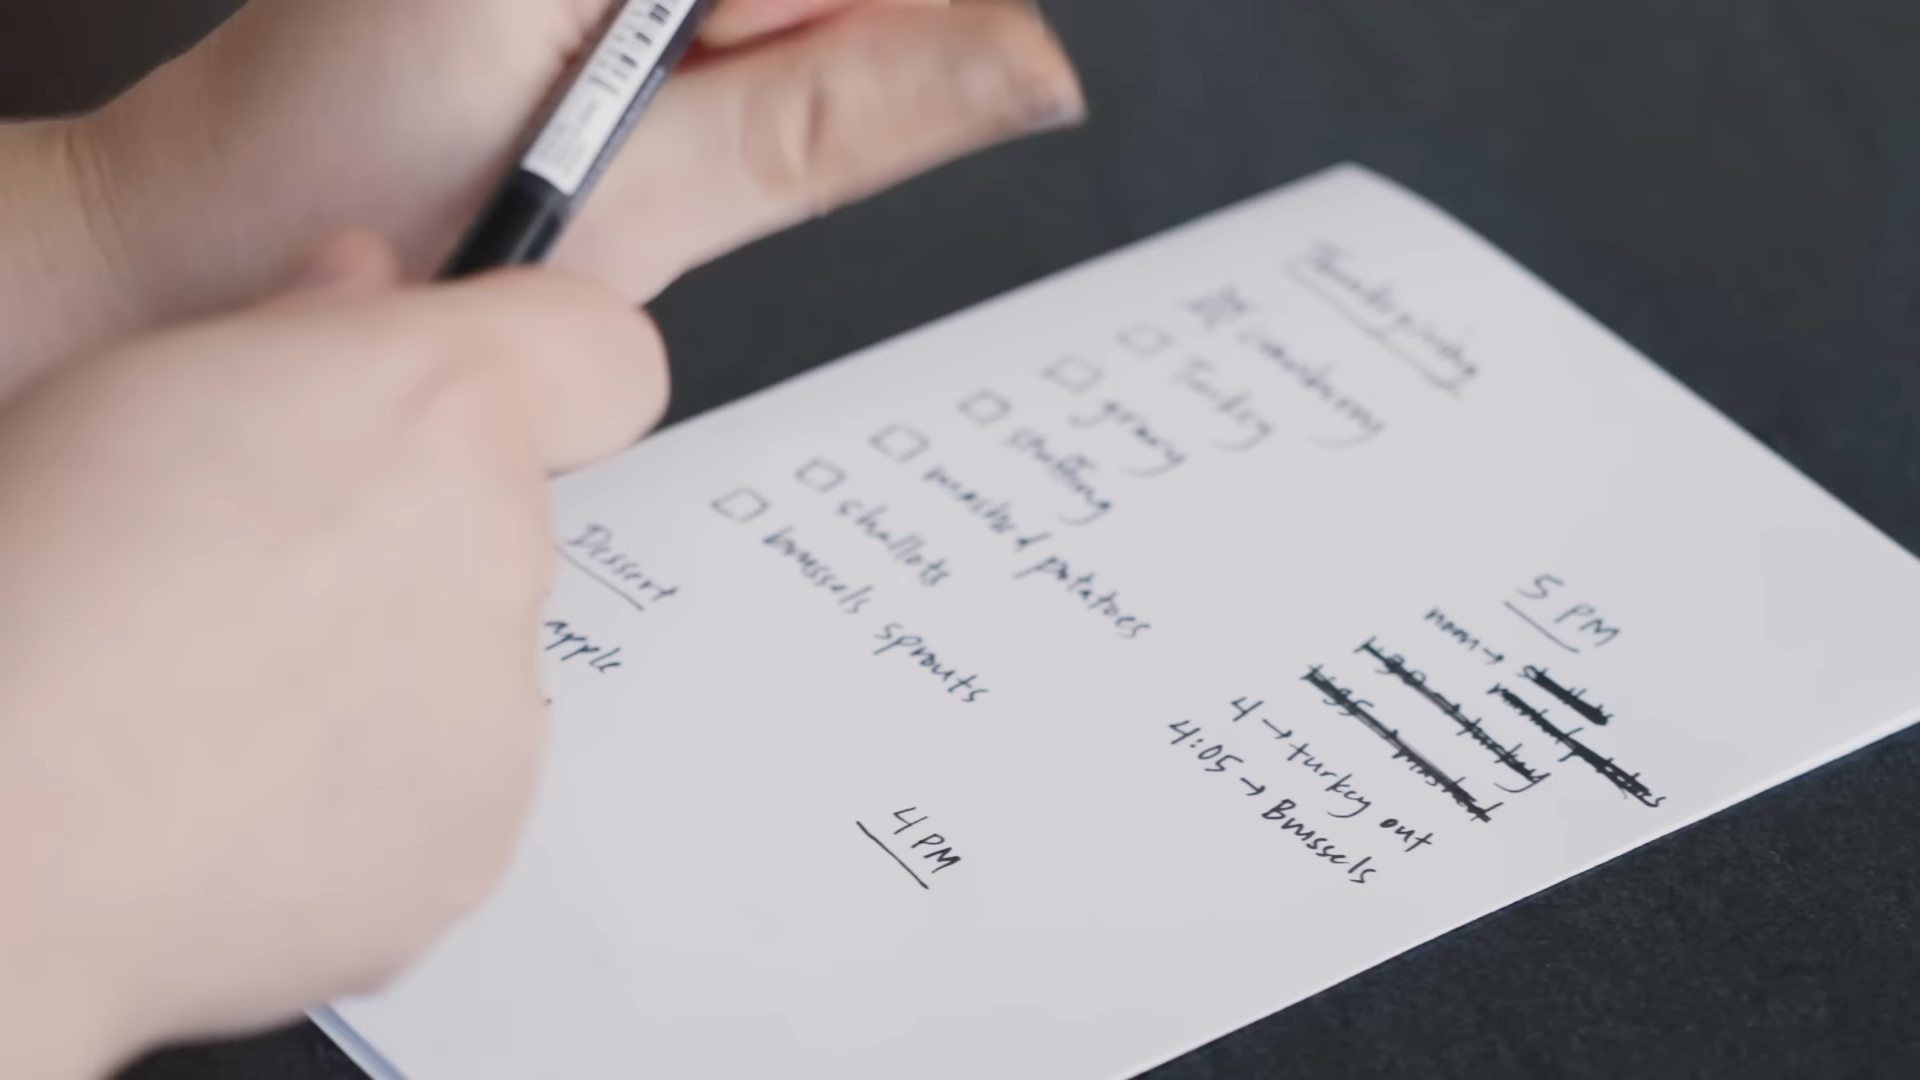 Thanksgiving
cranberry
Turkey
gravy
stuffing
mashed potatoes
shallots
brussels sprouts
Dessert
apple
5 PM
noon →
4 → turkey out
4:05 → Brussels
4 PM